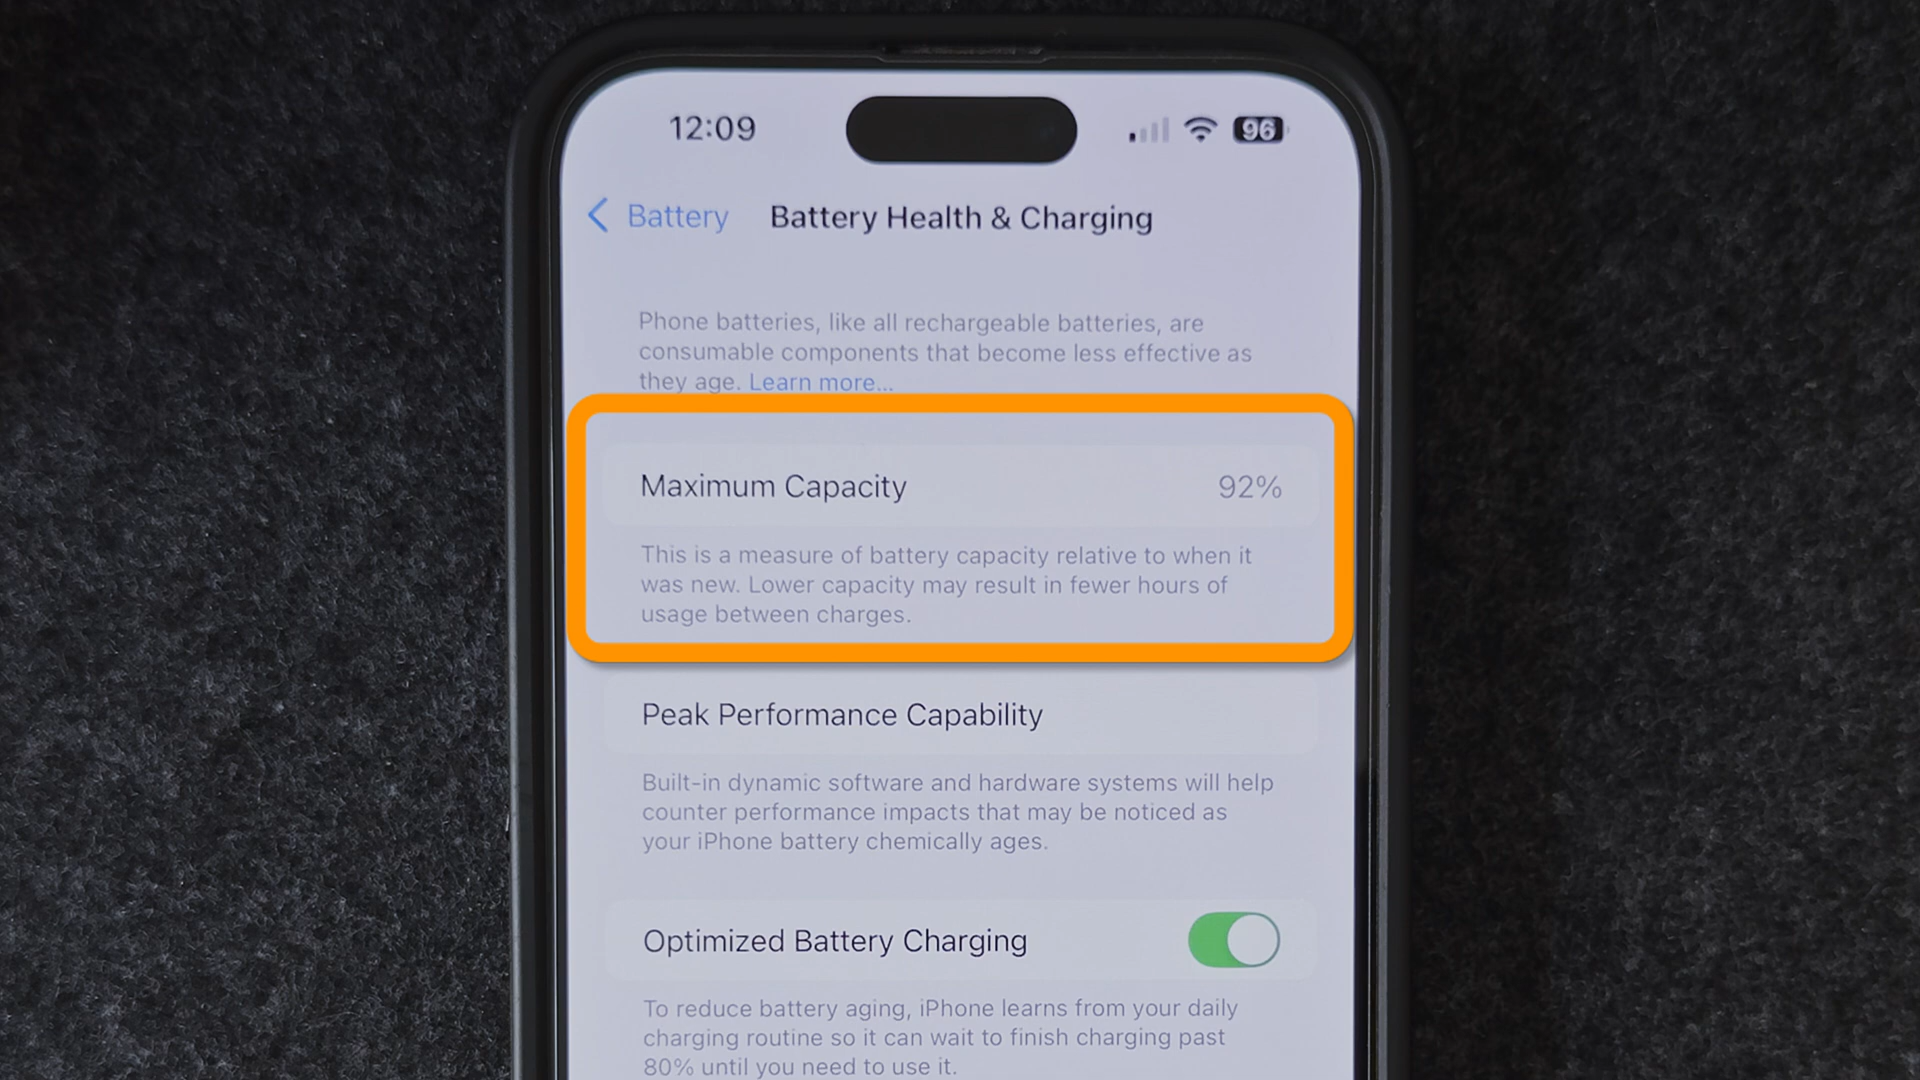 12:09 96
Battery Battery Health & Charging
Phone batteries, like all rechargeable batteries, are
consumable components that become less effective as
they age. Learn more...
Maximum Capacity 92%
This is a measure of battery capacity relative to when it
was new. Lower capacity may result in fewer hours of
usage between charges.
Peak Performance Capability
Built-in dynamic software and hardware systems will help
counter performance impacts that may be noticed as
your iPhone battery chemically ages.
Optimized Battery Charging
To reduce battery aging, iPhone learns from your daily
charging routine so it can wait to finish charging past
80% until you need to use it.